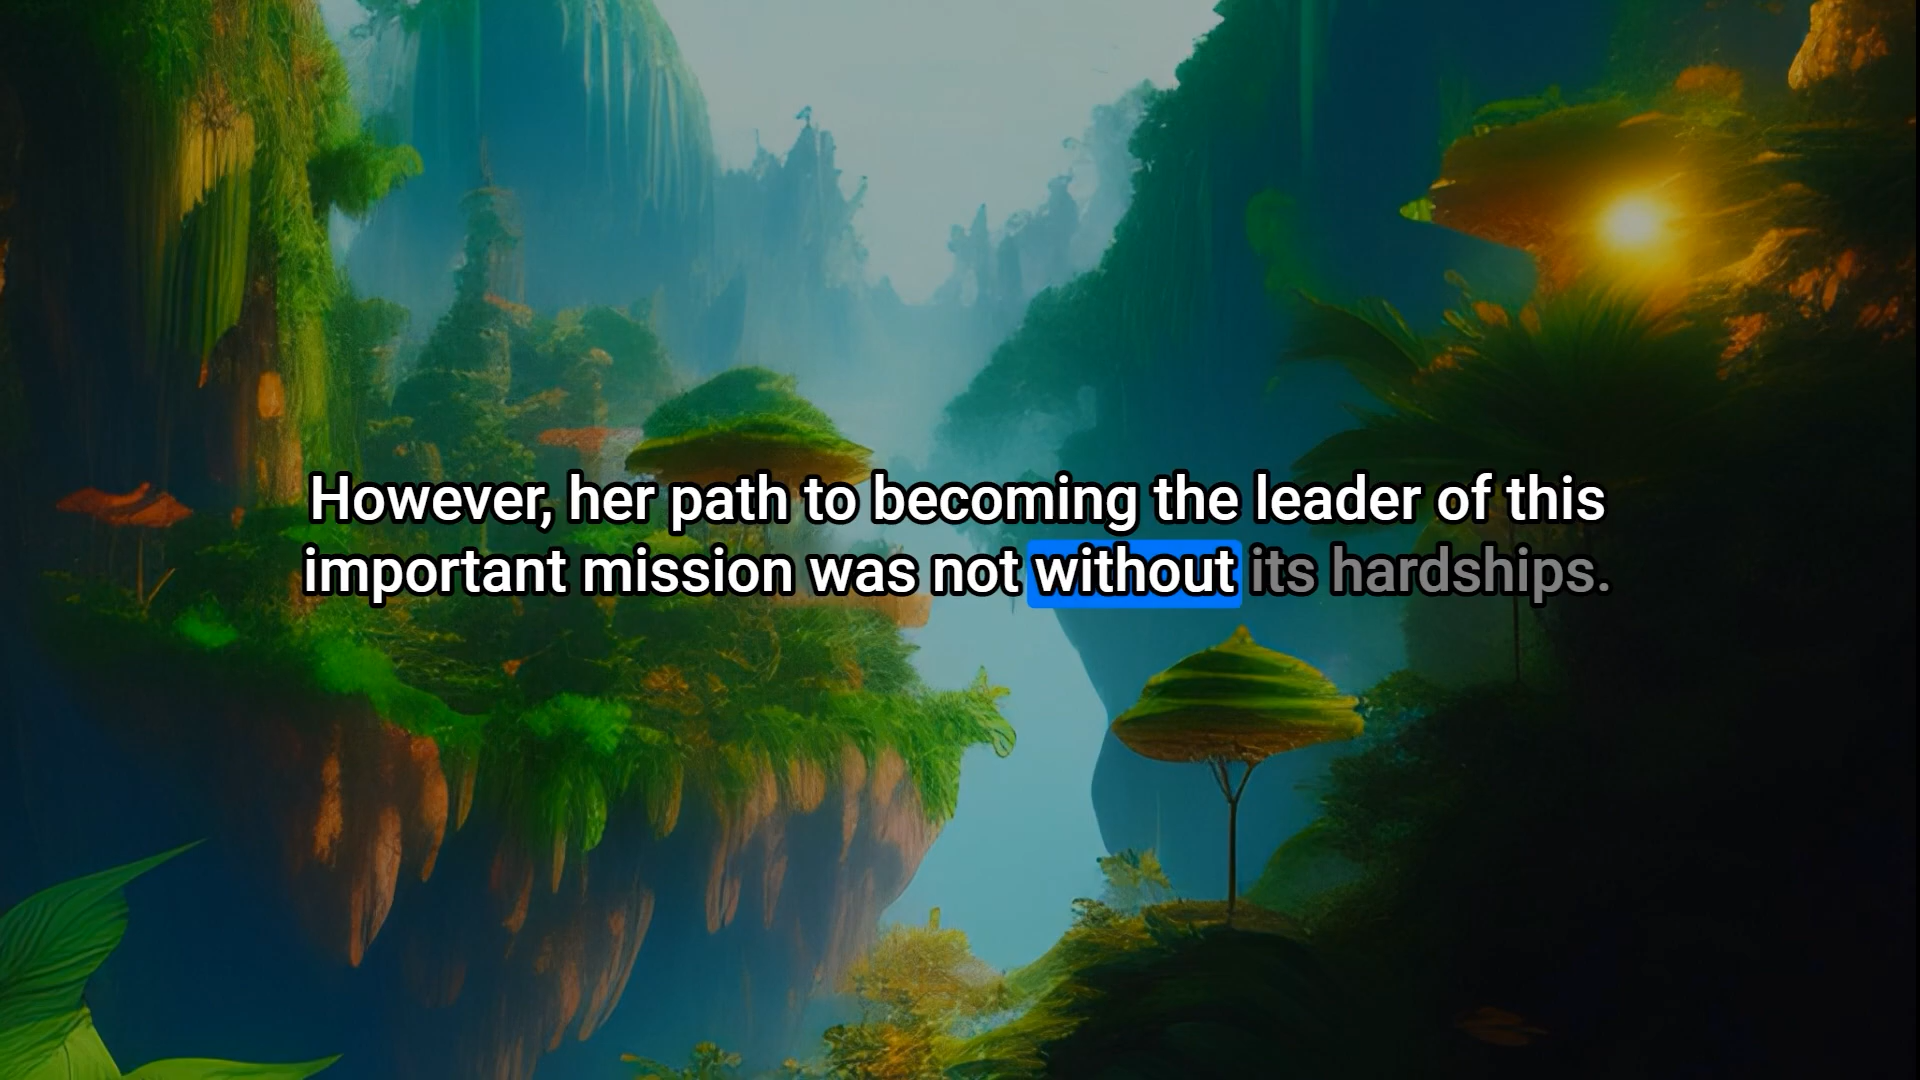 However, her path to becoming the leader of this
important mission was not without its hardships.